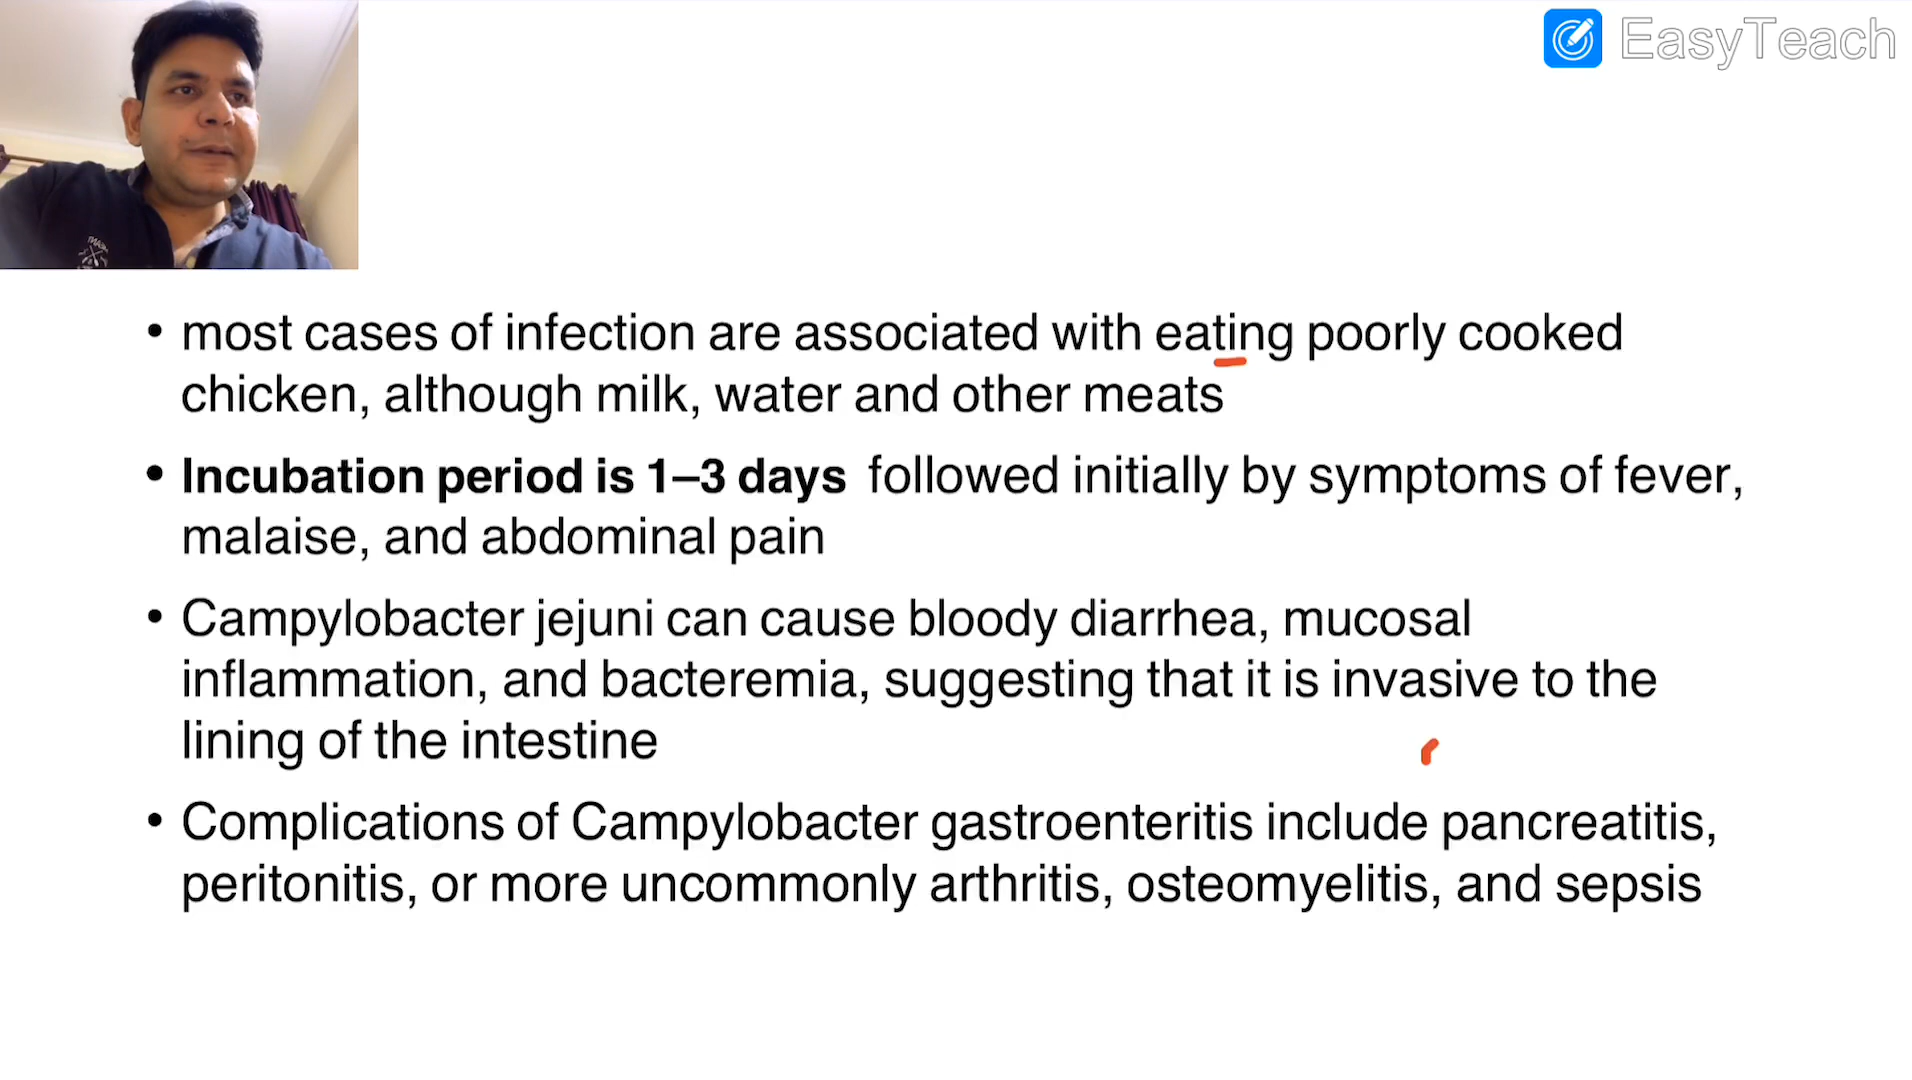 EasyTeach
• most cases of infection are associated with eating poorly cooked
chicken, although milk, water and other meats
• Incubation period is 1–3 days followed initially by symptoms of fever,
malaise, and abdominal pain
• Campylobacter jejuni can cause bloody diarrhea, mucosal
inflammation, and bacteremia, suggesting that it is invasive to the
lining of the intestine
• Complications of Campylobacter gastroenteritis include pancreatitis,
peritonitis, or more uncommonly arthritis, osteomyelitis, and sepsis